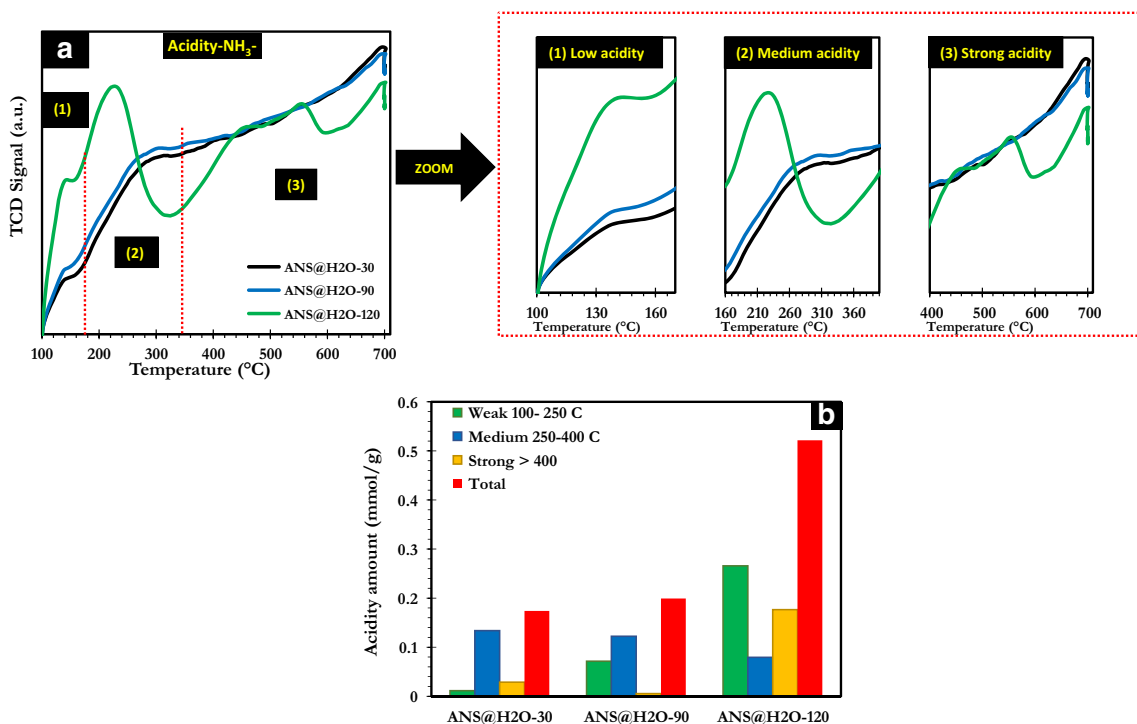 a
Acidity-NH3-
(1)
(2)
(3)
ANS@H2O-30
ANS@H2O-90
ANS@H2O-120
TCD Signal (a.u.)
100 200 300 400 500 600 700
Temperature (°C)
ZOOM
(1) Low acidity
100 130 160
Temperature (°C)
(2) Medium acidity
160 210 260 310 360
Temperature (°C)
(3) Strong acidity
400 500 600 700
Temperature (°C)
b
Weak 100- 250 C
Medium 250-400 C
Strong > 400
Total
Acidity amount (mmol/g)
0.6
0.5
0.4
0.3
0.2
0.1
0
ANS@H2O-30 ANS@H2O-90 ANS@H2O-120